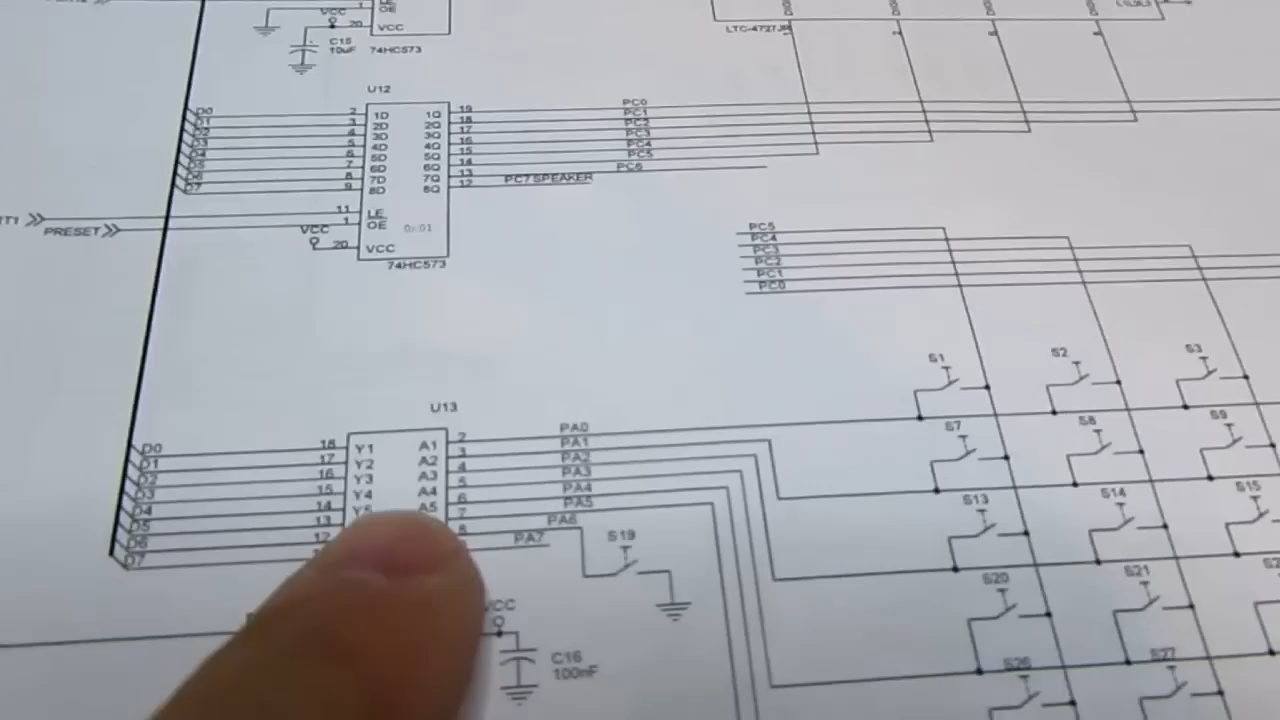 VCC
1
OE
20
VCC
C15
10uF
74HC573
LTC-4727JR
U12
D0
D1
D2
D3
D4
D5
D6
D7
2
3
4
5
6
7
8
9
1D
2D
3D
4D
5D
6D
7D
8D
1Q
2Q
3Q
4Q
5Q
6Q
7Q
8Q
19
18
17
16
15
14
13
12
PC0
PC1
PC2
PC3
PC4
PC5
PC6
PC7 SPEAKER
11
LE
1
OE
PRESET
VCC
20
VCC
74HC573
PC5
PC4
PC3
PC2
PC1
PC0
S1
S2
S3
U13
D0
D1
D2
D3
D4
D5
D6
D7
18
17
16
15
14
13
12
Y1
Y2
Y3
Y4
Y5
A1
A2
A3
A4
A5
2
3
4
5
6
7
8
PA0
PA1
PA2
PA3
PA4
PA5
PA6
PA7
S7
S8
S9
S13
S14
S15
S19
S20
S21
S26
S27
VCC
C16
100nF